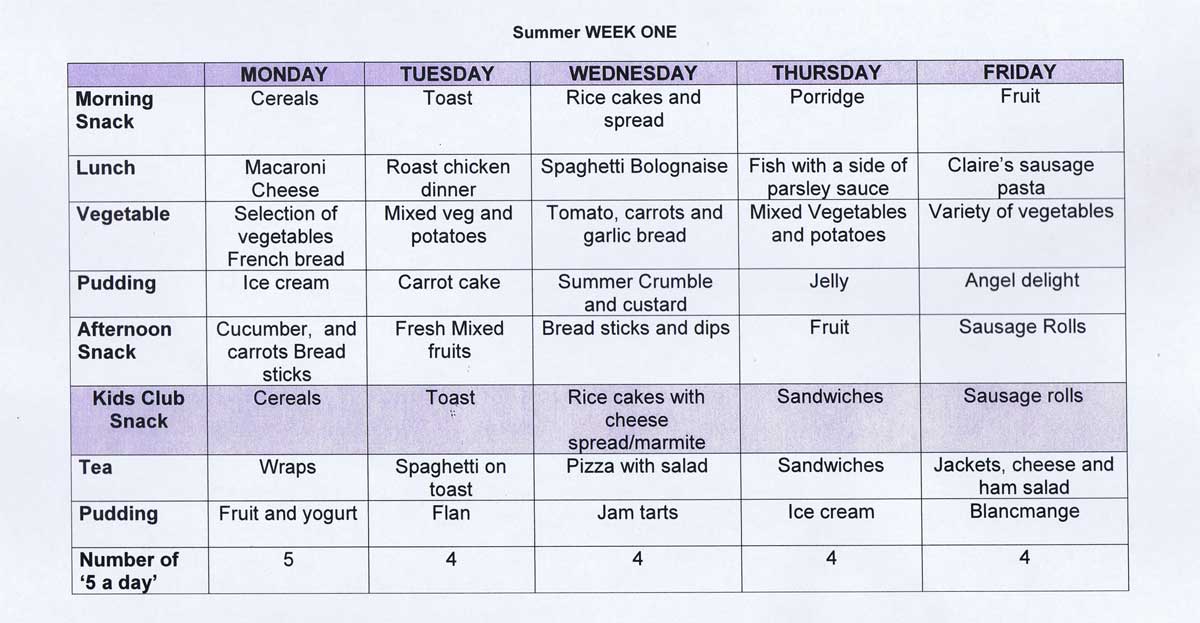 Summer WEEK ONE
MONDAY TUESDAY WEDNESDAY THURSDAY FRIDAY
Morning Snack Cereals Toast Rice cakes and spread Porridge Fruit
Lunch Macaroni Cheese Roast chicken dinner Spaghetti Bolognaise Fish with a side of parsley sauce Claire's sausage pasta
Vegetable Selection of vegetables French bread Mixed veg and potatoes Tomato, carrots and garlic bread Mixed Vegetables and potatoes Variety of vegetables
Pudding Ice cream Carrot cake Summer Crumble and custard Jelly Angel delight
Afternoon Snack Cucumber, and carrots Bread sticks Fresh Mixed fruits Bread sticks and dips Fruit Sausage Rolls
Kids Club Snack Cereals Toast Rice cakes with cheese spread/marmite Sandwiches Sausage rolls
Tea Wraps Spaghetti on toast Pizza with salad Sandwiches Jackets, cheese and ham salad
Pudding Fruit and yogurt Flan Jam tarts Ice cream Blancmange
Number of '5 a day' 5 4 4 4 4